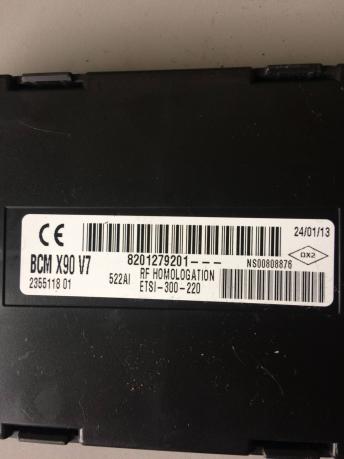 CE
24/01/13
BCM X90 V7
8201279201---
NS00808876
DX2
2355118 01
522AI
RF HOMOLOGATION
ETSI-300-220